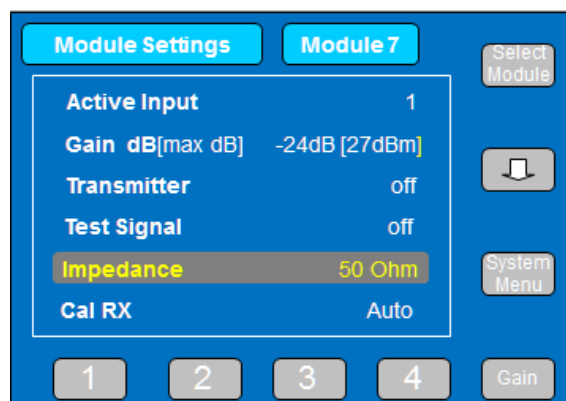 Module Settings Module 7
Select
Module
Active Input 1
Gain dB[max dB] -24dB [27dBm]
Transmitter off
Test Signal off
Impedance 50 Ohm
System
Menu
Cal RX Auto
1 2 3 4 Gain